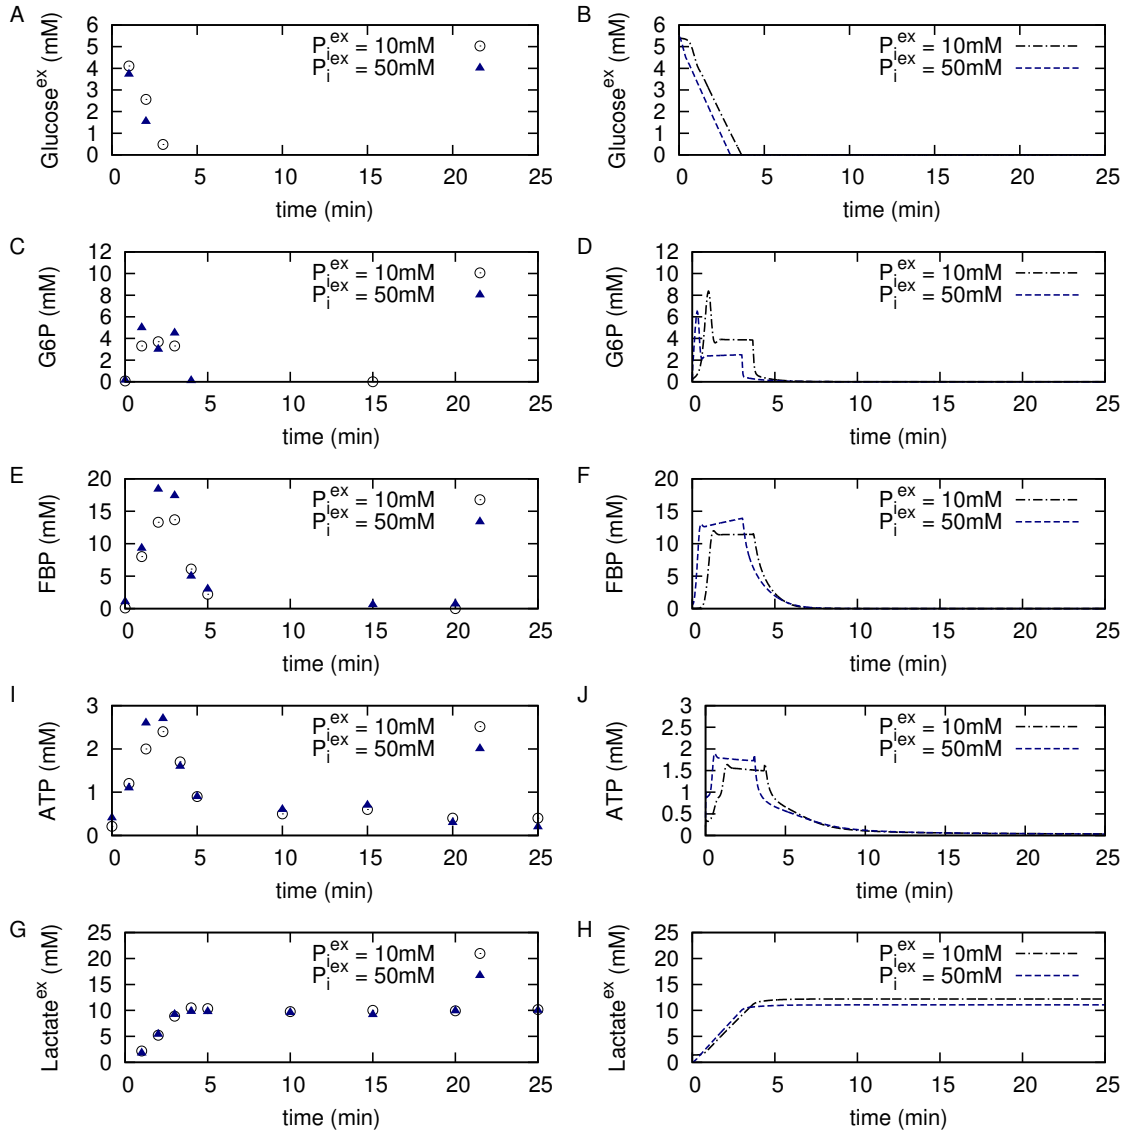 A
Glucose^ex (mM)
6
5
4
3
2
1
0
P_i^ex = 10mM
P_i^ex = 50mM
0 5 10 15 20 25
time (min)
B
Glucose^ex (mM)
6
5
4
3
2
1
0
P_i^ex = 10mM
P_i^ex = 50mM
0 5 10 15 20 25
time (min)
C
G6P (mM)
12
10
8
6
4
2
0
P_i^ex = 10mM
P_i^ex = 50mM
0 5 10 15 20 25
time (min)
D
G6P (mM)
12
10
8
6
4
2
0
P_i^ex = 10mM
P_i^ex = 50mM
0 5 10 15 20 25
time (min)
E
FBP (mM)
20
15
10
5
0
P_i^ex = 10mM
P_i^ex = 50mM
0 5 10 15 20 25
time (min)
F
FBP (mM)
20
15
10
5
0
P_i^ex = 10mM
P_i^ex = 50mM
0 5 10 15 20 25
time (min)
I
ATP (mM)
3
2
1
0
P_i^ex = 10mM
P_i^ex = 50mM
0 5 10 15 20 25
time (min)
J
ATP (mM)
3
2.5
2
1.5
1
0.5
0
P_i^ex = 10mM
P_i^ex = 50mM
0 5 10 15 20 25
time (min)
G
Lactate^ex (mM)
25
20
15
10
5
0
P_i^ex = 10mM
P_i^ex = 50mM
0 5 10 15 20 25
time (min)
H
Lactate^ex (mM)
25
20
15
10
5
0
P_i^ex = 10mM
P_i^ex = 50mM
0 5 10 15 20 25
time (min)